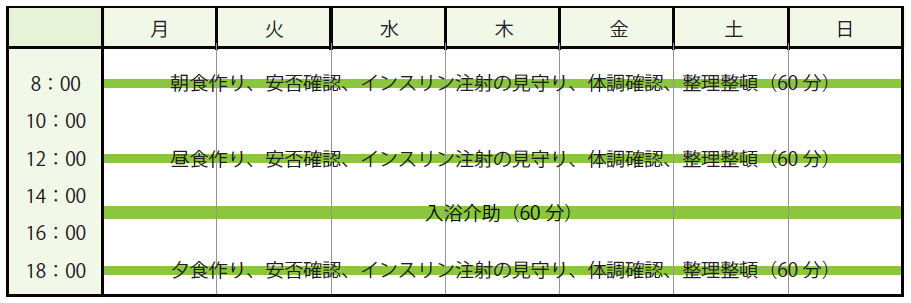 月 火 水 木 金 土 日
8：00 朝食作り、安否確認、インスリン注射の見守り、体調確認、整理整頓（60 分）
10：00
12：00 昼食作り、安否確認、インスリン注射の見守り、体調確認、整理整頓（60 分）
14：00
入浴介助（60 分）
16：00
18：00 夕食作り、安否確認、インスリン注射の見守り、体調確認、整理整頓（60 分）